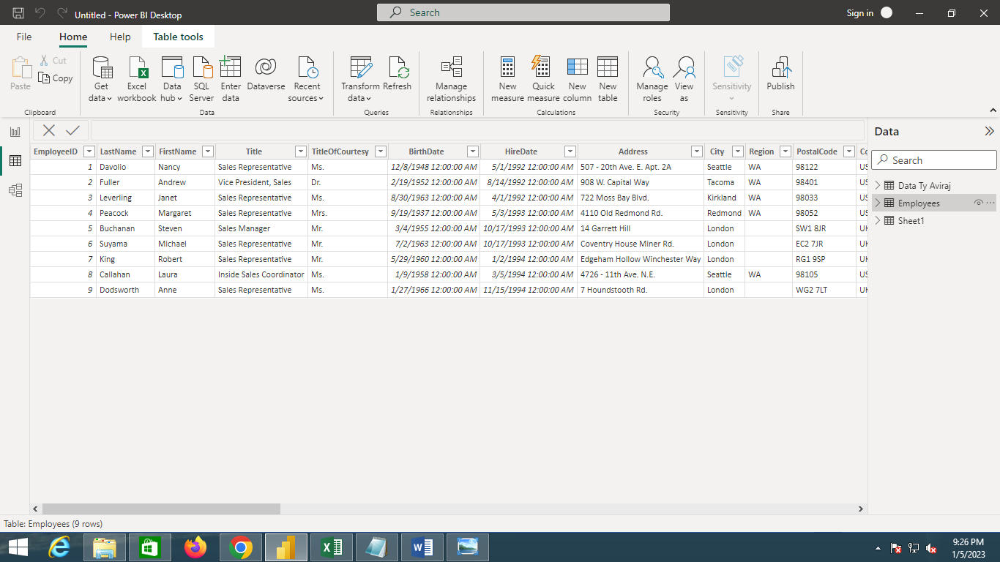 Untitled - Power BI Desktop
Search
Sign in
File Home Help Table tools
Paste
Cut
Copy
Get data
Excel workbook
Data hub
SQL Server
Enter data
Dataverse
Recent sources
Transform data
Refresh
Manage relationships
New measure
Quick measure
New column
New table
Manage roles
View as
Sensitivity
Publish
Clipboard Data Queries Relationships Calculations Security Sensitivity Share
EmployeeID LastName FirstName Title TitleOfCourtesy BirthDate HireDate Address City Region PostalCode Co
1 Davolio Nancy Sales Representative Ms. 12/8/1948 12:00:00 AM 5/1/1992 12:00:00 AM 507 - 20th Ave. E. Apt. 2A Seattle WA 98122 US
2 Fuller Andrew Vice President, Sales Dr. 2/19/1952 12:00:00 AM 8/14/1992 12:00:00 AM 908 W. Capital Way Tacoma WA 98401 US
3 Leverling Janet Sales Representative Ms. 8/30/1963 12:00:00 AM 4/1/1992 12:00:00 AM 722 Moss Bay Blvd. Kirkland WA 98033 US
4 Peacock Margaret Sales Representative Mrs. 9/19/1937 12:00:00 AM 5/3/1993 12:00:00 AM 4110 Old Redmond Rd. Redmond WA 98052 US
5 Buchanan Steven Sales Manager Mr. 3/4/1955 12:00:00 AM 10/17/1993 12:00:00 AM 14 Garrett Hill London SW1 8JR UK
6 Suyama Michael Sales Representative Mr. 7/2/1963 12:00:00 AM 10/17/1993 12:00:00 AM Coventry House Miner Rd. London EC2 7JR UK
7 King Robert Sales Representative Mr. 5/29/1960 12:00:00 AM 1/2/1994 12:00:00 AM Edgeham Hollow Winchester Way London RG1 9SP UK
8 Callahan Laura Inside Sales Coordinator Ms. 1/9/1958 12:00:00 AM 3/5/1994 12:00:00 AM 4726 - 11th Ave. N.E. Seattle WA 98105 US
9 Dodsworth Anne Sales Representative Ms. 1/27/1966 12:00:00 AM 11/15/1994 12:00:00 AM 7 Houndstooth Rd. London WG2 7LT UK
Data
Search
Data Ty Aviraj
Employees
Sheet1
Table: Employees (9 rows)
9:26 PM
1/5/2023